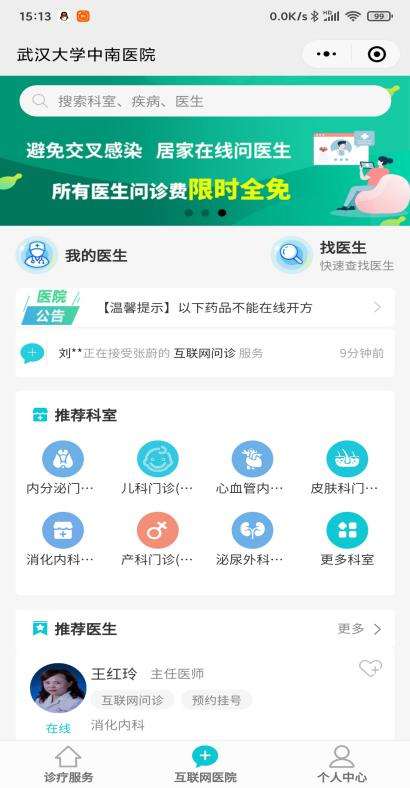 15:13
0.0K/s HD 99
武汉大学中南医院
搜索科室、疾病、医生
避免交叉感染 居家在线问医生
所有医生问诊费限时全免
我的医生
找医生
快速查找医生
医院
公告
【温馨提示】以下药品不能在线开方
刘**正在接受张蔚的 互联网问诊 服务
9分钟前
推荐科室
内分泌门…
儿科门诊(…
心血管内…
皮肤科门…
消化内科…
产科门诊(…
泌尿外科…
更多科室
推荐医生
更多
王红玲 主任医师
互联网问诊 预约挂号
在线
消化内科
诊疗服务
互联网医院
个人中心